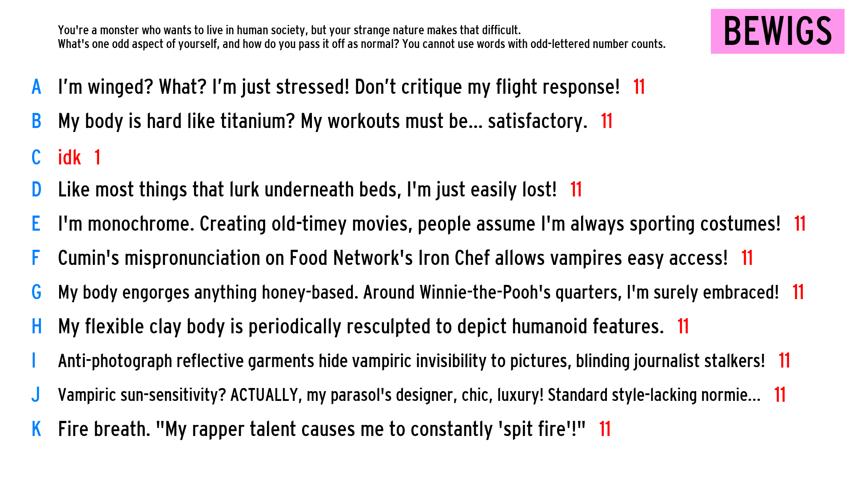 You're a monster who wants to live in human society, but your strange nature makes that difficult.
What's one odd aspect of yourself, and how do you pass it off as normal? You cannot use words with odd-lettered number counts.
BEWIGS
A I'm winged? What? I'm just stressed! Don't critique my flight response! 11
B My body is hard like titanium? My workouts must be... satisfactory. 11
C idk 1
D Like most things that lurk underneath beds, I'm just easily lost! 11
E I'm monochrome. Creating old-timey movies, people assume I'm always sporting costumes! 11
F Cumin's mispronunciation on Food Network's Iron Chef allows vampires easy access! 11
G My body engorges anything honey-based. Around Winnie-the-Pooh's quarters, I'm surely embraced! 11
H My flexible clay body is periodically resculpted to depict humanoid features. 11
I Anti-photograph reflective garments hide vampiric invisibility to pictures, blinding journalist stalkers! 11
J Vampiric sun-sensitivity? ACTUALLY, my parasol's designer, chic, luxury! Standard style-lacking normie... 11
K Fire breath. "My rapper talent causes me to constantly 'spit fire'!" 11